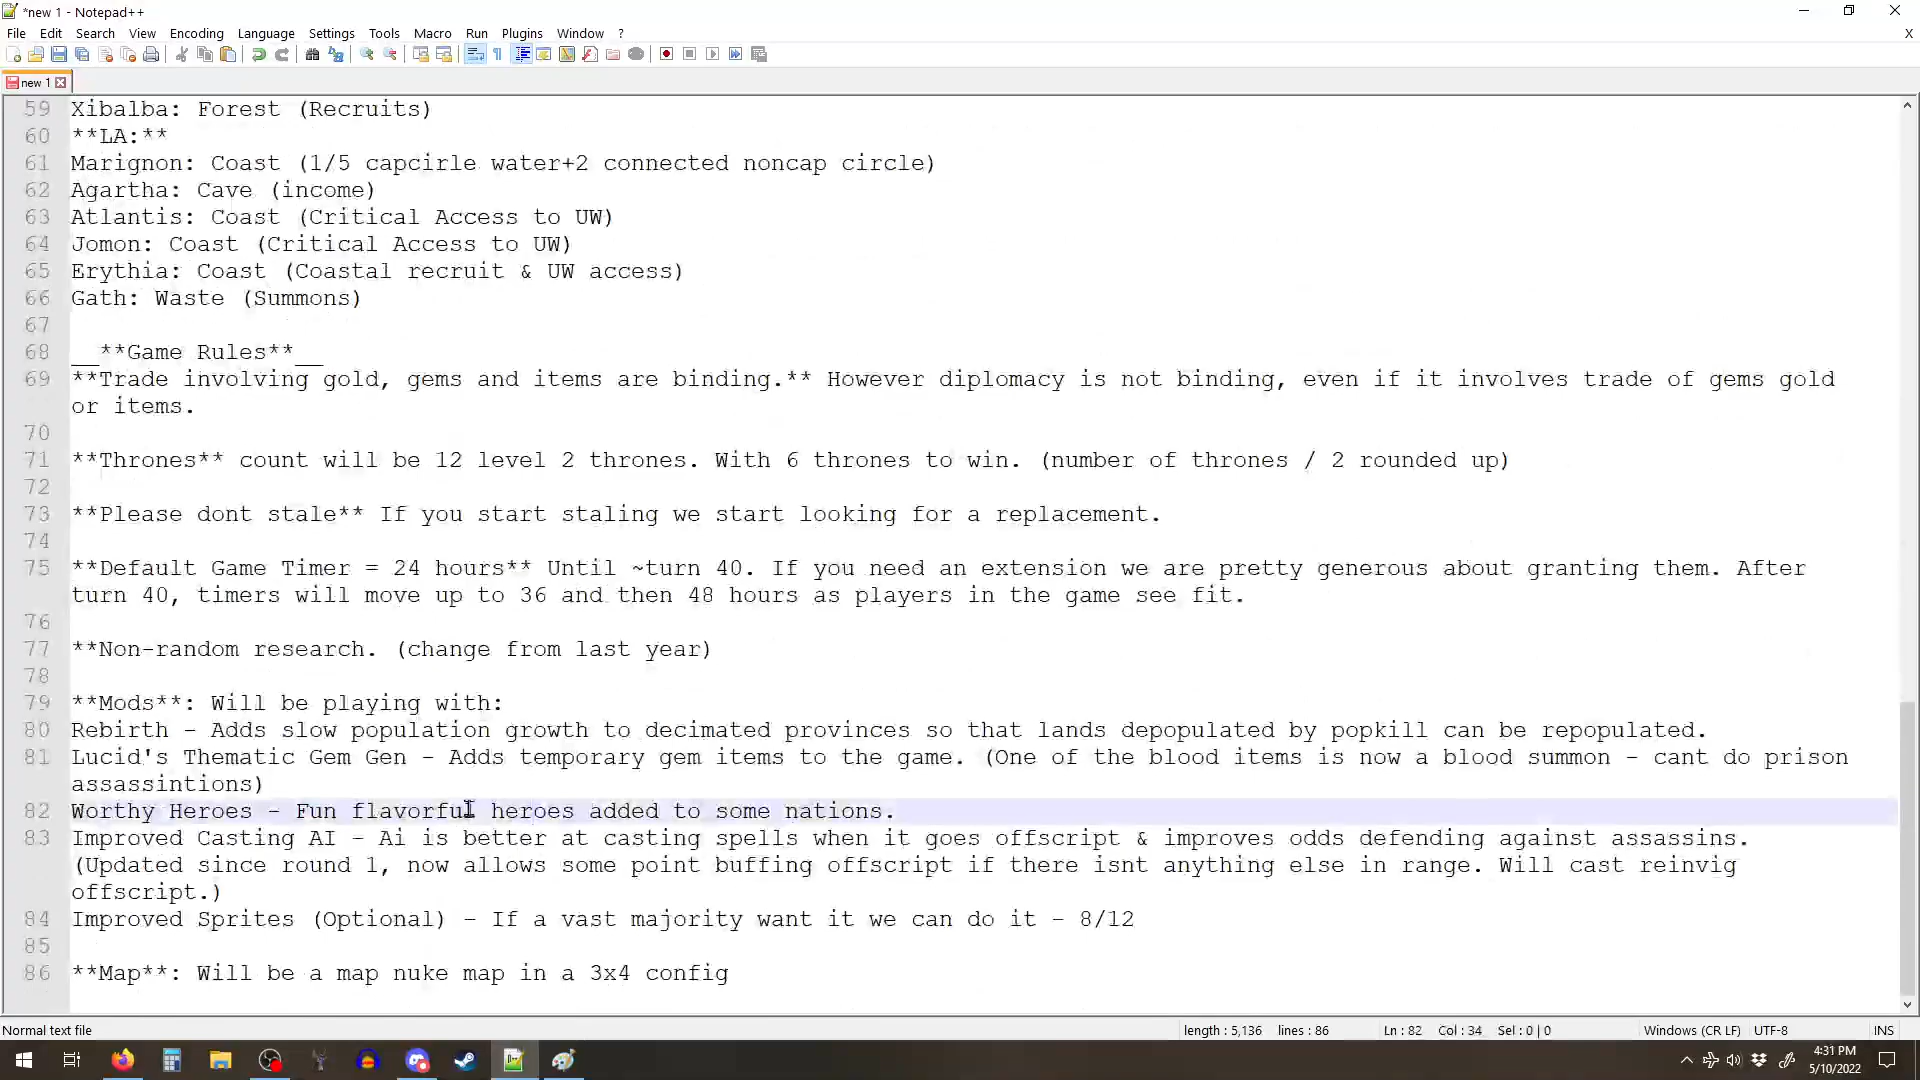 *new 1 - Notepad++
File Edit Search View Encoding Language Settings Tools Macro Run Plugins Window ? X
new 1
59 Xibalba: Forest (Recruits)
60 **LA:**
61 Marignon: Coast (1/5 capcirle water+2 connected noncap circle)
62 Agartha: Cave (income)
63 Atlantis: Coast (Critical Access to UW)
64 Jomon: Coast (Critical Access to UW)
65 Erythia: Coast (Coastal recruit & UW access)
66 Gath: Waste (Summons)
67
68 __**Game Rules**__
69 **Trade involving gold, gems and items are binding.** However diplomacy is not binding, even if it involves trade of gems gold
or items.
70
71 **Thrones** count will be 12 level 2 thrones. With 6 thrones to win. (number of thrones / 2 rounded up)
72
73 **Please dont stale** If you start staling we start looking for a replacement.
74
75 **Default Game Timer = 24 hours** Until ~turn 40. If you need an extension we are pretty generous about granting them. After
turn 40, timers will move up to 36 and then 48 hours as players in the game see fit.
76
77 **Non-random research. (change from last year)
78
79 **Mods**: Will be playing with:
80 Rebirth - Adds slow population growth to decimated provinces so that lands depopulated by popkill can be repopulated.
81 Lucid's Thematic Gem Gen - Adds temporary gem items to the game. (One of the blood items is now a blood summon - cant do prison
assassintions)
82 Worthy Heroes - Fun flavorful heroes added to some nations.
83 Improved Casting AI - Ai is better at casting spells when it goes offscript & improves odds defending against assassins.
(Updated since round 1, now allows some point buffing offscript if there isnt anything else in range. Will cast reinvig
offscript.)
84 Improved Sprites (Optional) - If a vast majority want it we can do it - 8/12
85
86 **Map**: Will be a map nuke map in a 3x4 config
Normal text file length : 5,136 lines : 86 Ln : 82 Col : 34 Sel : 0 | 0 Windows (CR LF) UTF-8 INS
4:31 PM
5/10/2022